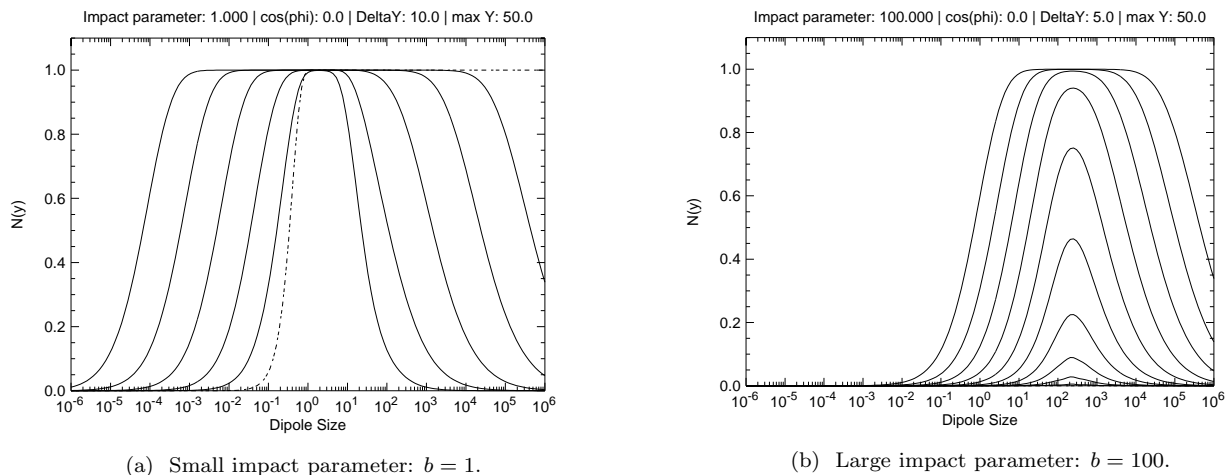 Impact parameter: 1.000 | cos(phi): 0.0 | DeltaY: 10.0 | max Y: 50.0
N(y)
1.0
0.8
0.6
0.4
0.2
0.0
10^-6 10^-5 10^-4 10^-3 10^-2 10^-1 10^0 10^1 10^2 10^3 10^4 10^5 10^6
Dipole Size
(a) Small impact parameter: b = 1.
Impact parameter: 100.000 | cos(phi): 0.0 | DeltaY: 5.0 | max Y: 50.0
N(y)
1.0
0.8
0.6
0.4
0.2
0.0
10^-6 10^-5 10^-4 10^-3 10^-2 10^-1 10^0 10^1 10^2 10^3 10^4 10^5 10^6
Dipole Size
(b) Large impact parameter: b = 100.